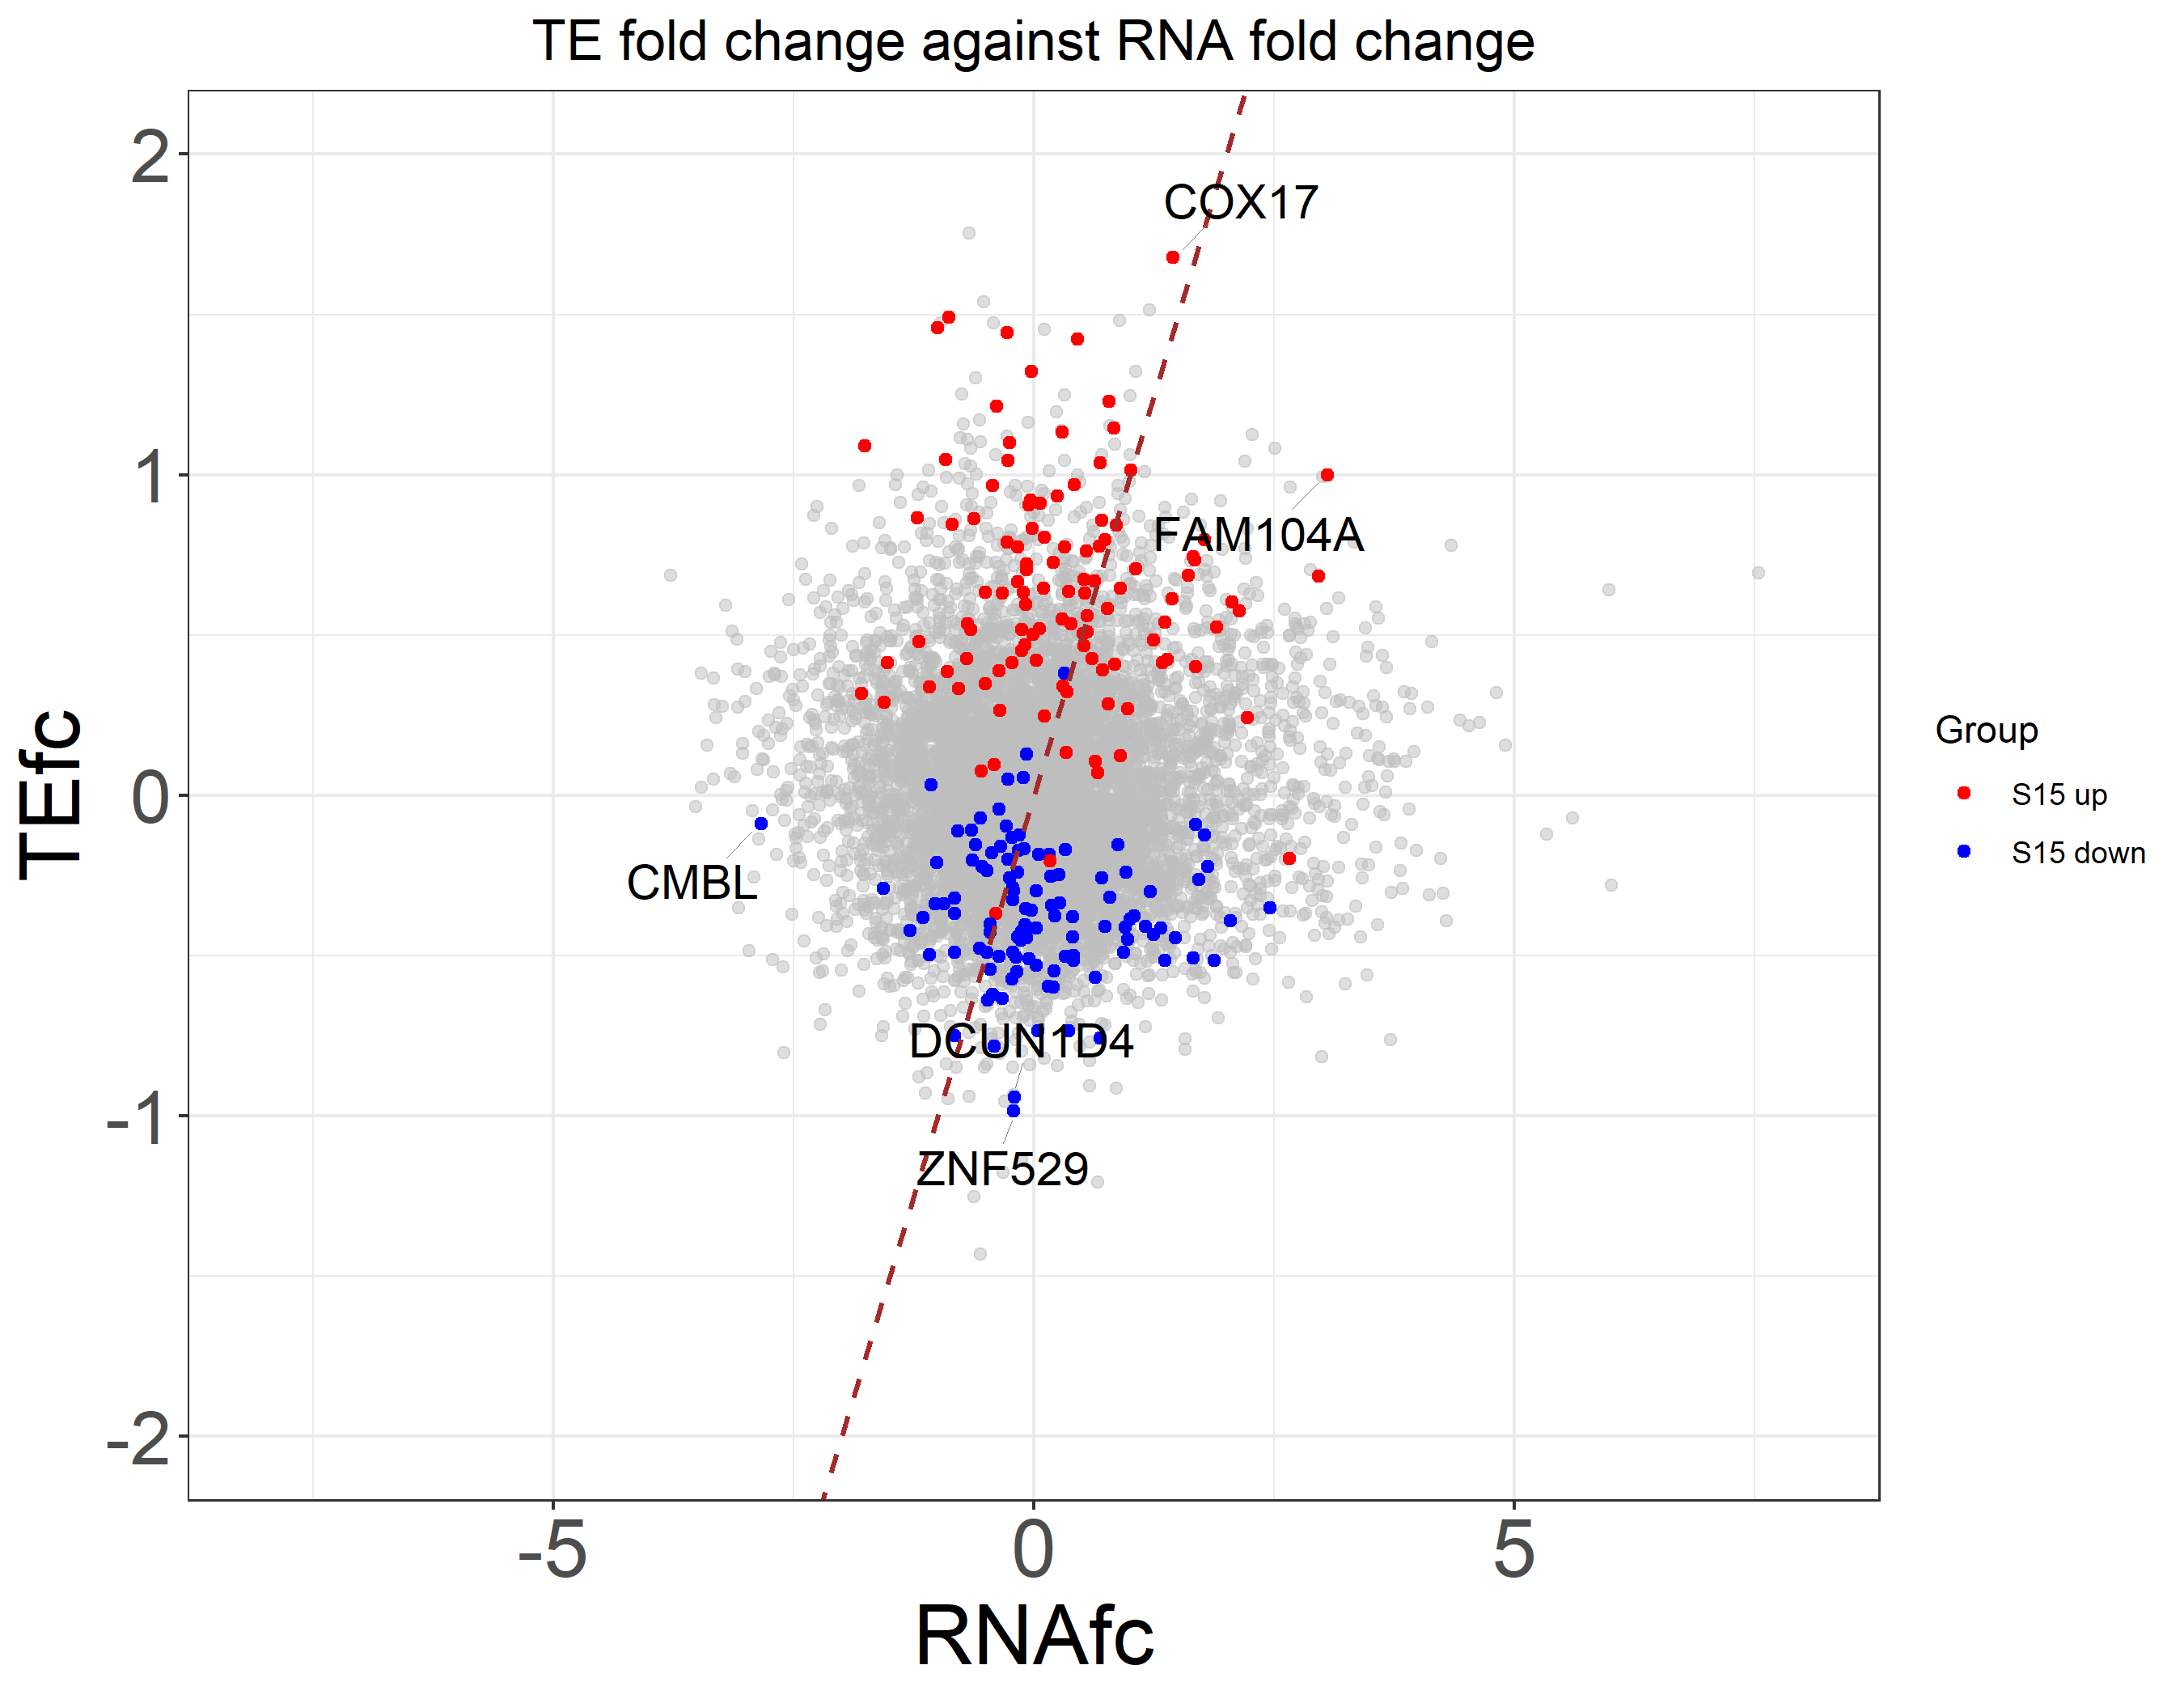 TE fold change against RNA fold change
2
COX17
1
FAM104A
TEfc
0
CMBL
DCUN1D4
-1
ZNF529
-2
-5 0 5
RNAfc
Group
S15 up
S15 down